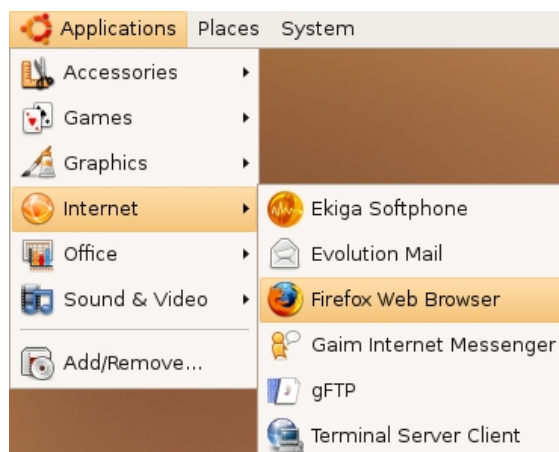 Applications Places System
Accessories
Games
Graphics
Internet
Office
Sound & Video
Add/Remove...
Ekiga Softphone
Evolution Mail
Firefox Web Browser
Gaim Internet Messenger
gFTP
Terminal Server Client